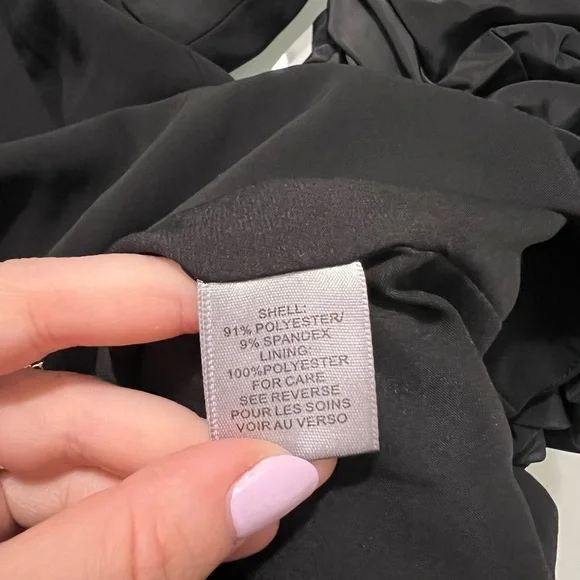 SHELL:
91% POLYESTER/
9% SPANDEX
LINING:
100%POLYESTER
FOR CARE
SEE REVERSE
POUR LES SOINS
VOIR AU VERSO